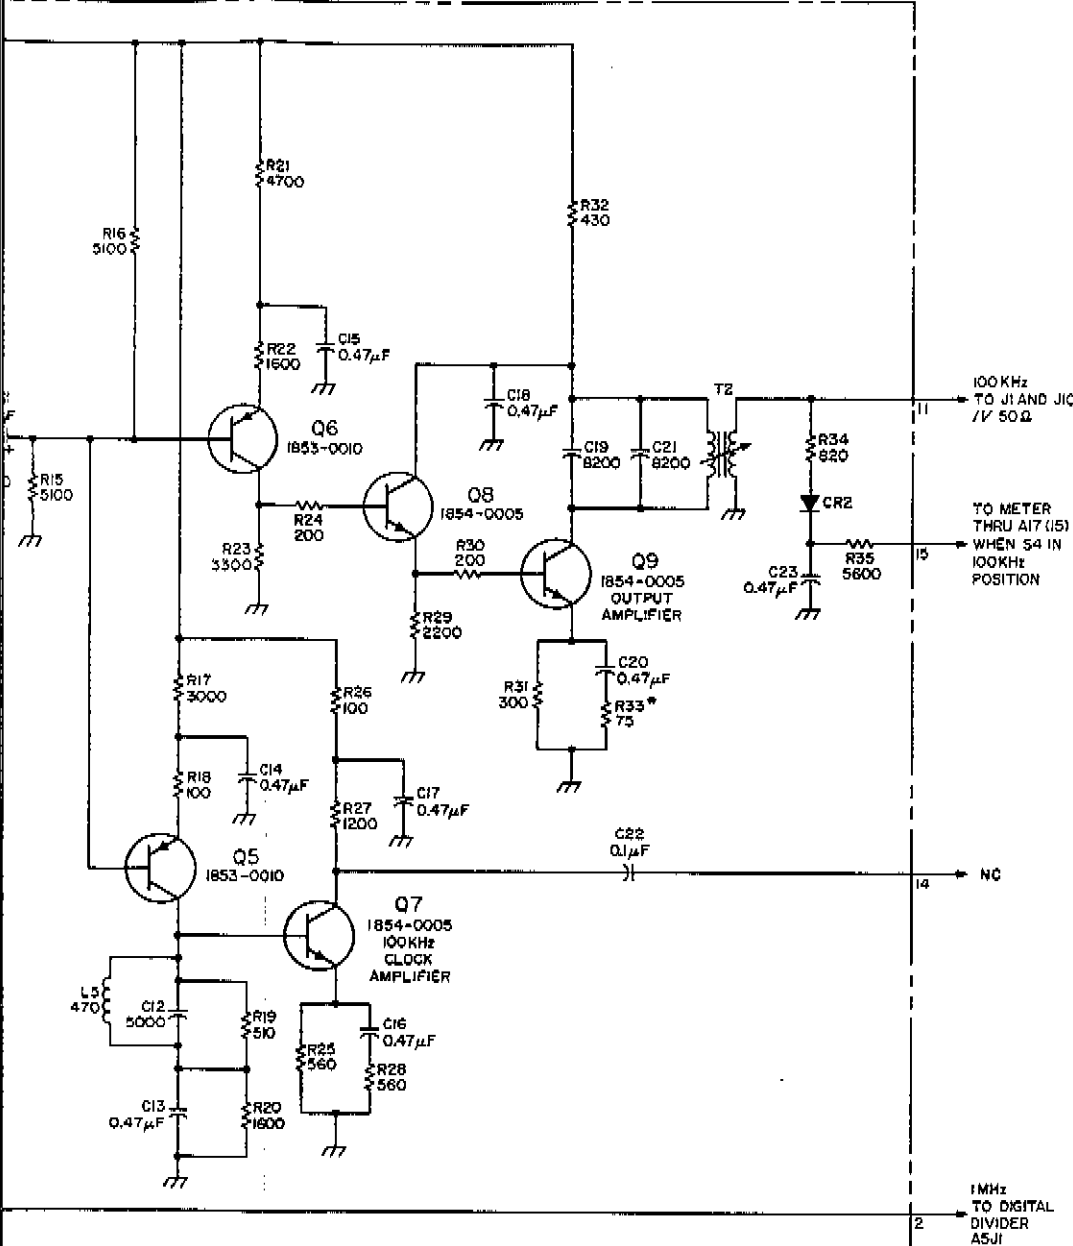 R21
4700
R32
430
R16
5100
C15
0.47µF
R22
1600
T2
C18
0.47µF
100KHz
TO J1 AND J10
1V 50Ω
11
Q6
1853-0010
C19
8200
C21
8200
R34
820
R15
5100
Q8
1854-0005
CR2
R24
200
TO METER
THRU A17 (15)
WHEN S4 IN
100KHz
POSITION
15
R23
3300
R30
200
Q9
1854-0005
OUTPUT
AMPLIFIER
R35
5600
C23
0.47µF
R29
2200
R17
3000
R26
100
R31
300
C20
0.47µF
R33*
75
C14
0.47µF
R18
100
C17
0.47µF
R27
1200
C22
0.1µF
Q5
1853-0010
14
NC
Q7
1854-0005
100KHz
CLOCK
AMPLIFIER
L5
470
C12
5000
R19
510
C16
0.47µF
R25
560
R28
560
C13
0.47µF
R20
1600
1MHz
TO DIGITAL
DIVIDER
A5J1
2